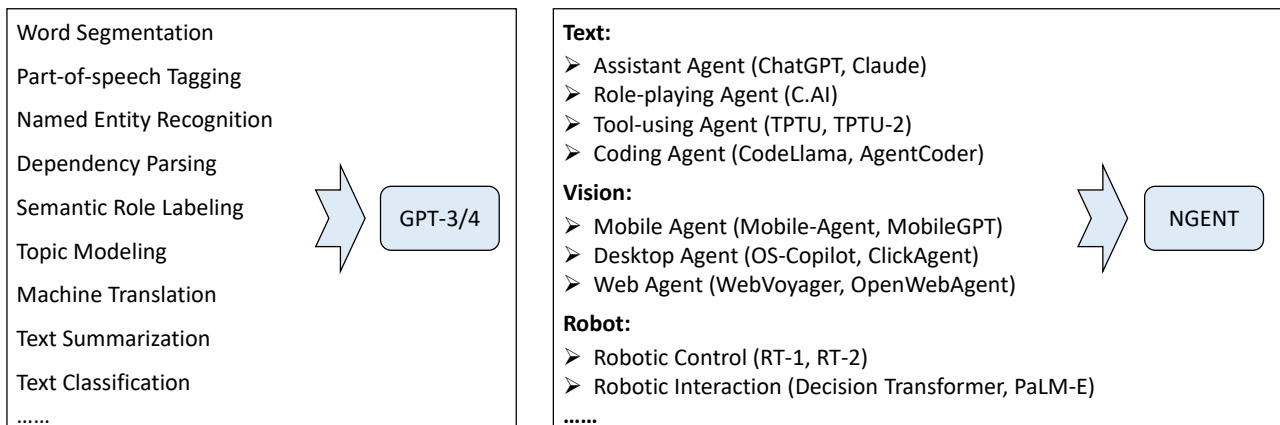 Word Segmentation
Part-of-speech Tagging
Named Entity Recognition
Dependency Parsing
Semantic Role Labeling
Topic Modeling
Machine Translation
Text Summarization
Text Classification
……
GPT-3/4
Text:
➢ Assistant Agent (ChatGPT, Claude)
➢ Role-playing Agent (C.AI)
➢ Tool-using Agent (TPTU, TPTU-2)
➢ Coding Agent (CodeLlama, AgentCoder)
Vision:
➢ Mobile Agent (Mobile-Agent, MobileGPT)
➢ Desktop Agent (OS-Copilot, ClickAgent)
➢ Web Agent (WebVoyager, OpenWebAgent)
Robot:
➢ Robotic Control (RT-1, RT-2)
➢ Robotic Interaction (Decision Transformer, PaLM-E)
……
NGENT